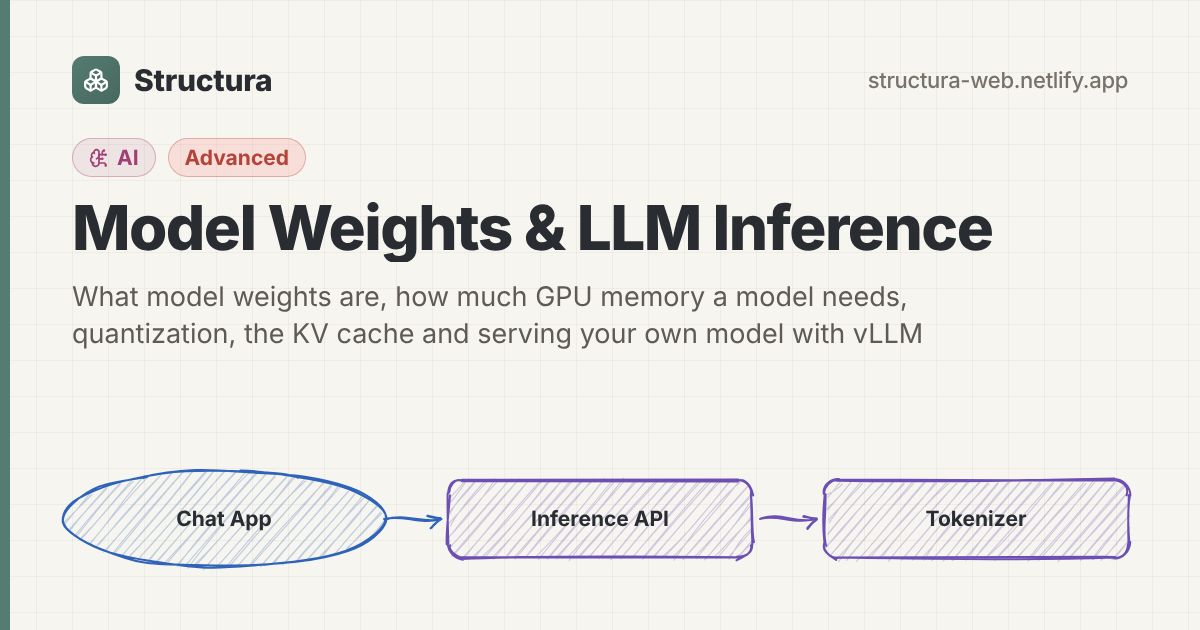 Structura
structura-web.netlify.app
AI
Advanced
Model Weights & LLM Inference
What model weights are, how much GPU memory a model needs,
quantization, the KV cache and serving your own model with vLLM
Chat App
Inference API
Tokenizer